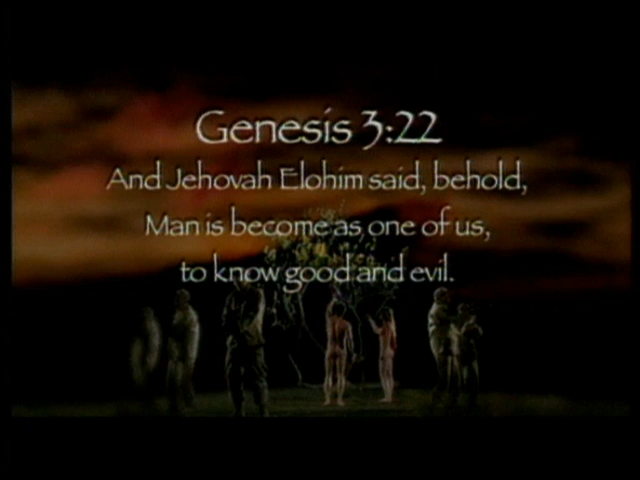 Genesis 3:22
And Jehovah Elohim said, behold,
Man is become as one of us,
to know good and evil.